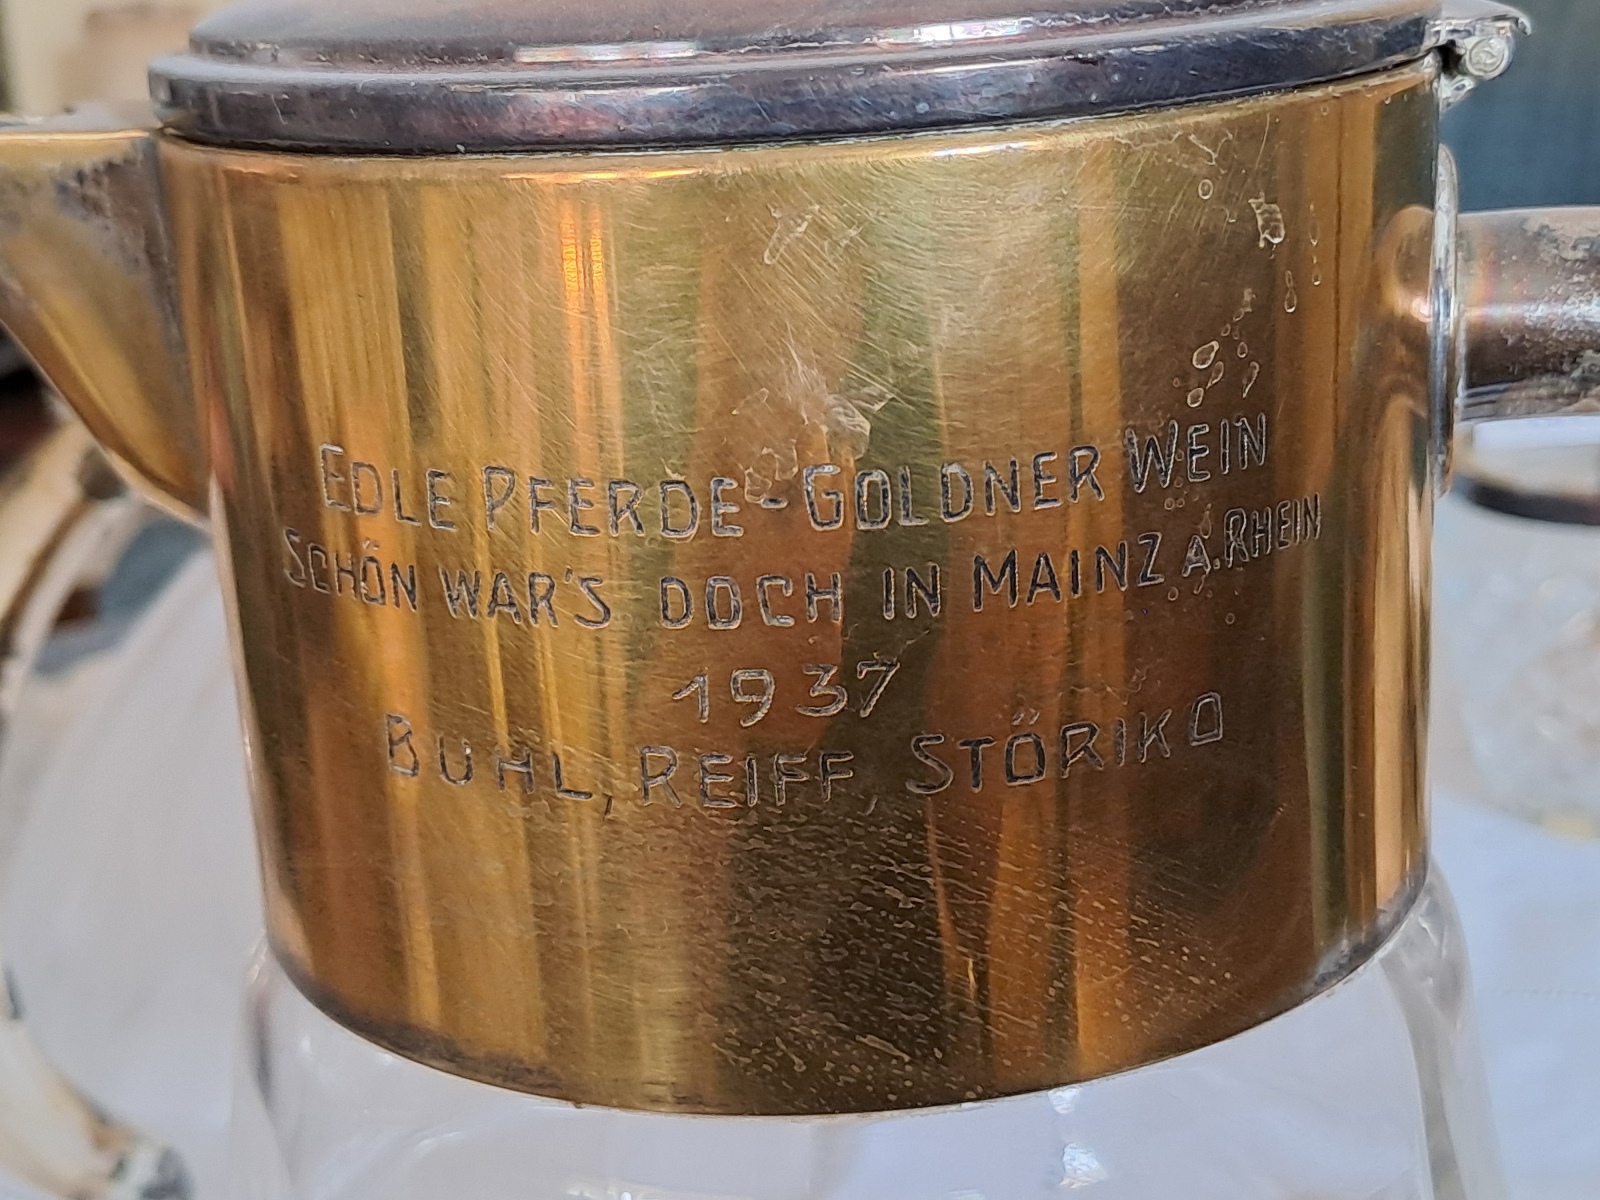 EDLE PFERDE - GOLDNER WEIN
SCHÖN WAR'S DOCH IN MAINZ A. RHEIN
1937
BUHL, REIFF, STÖRIKO